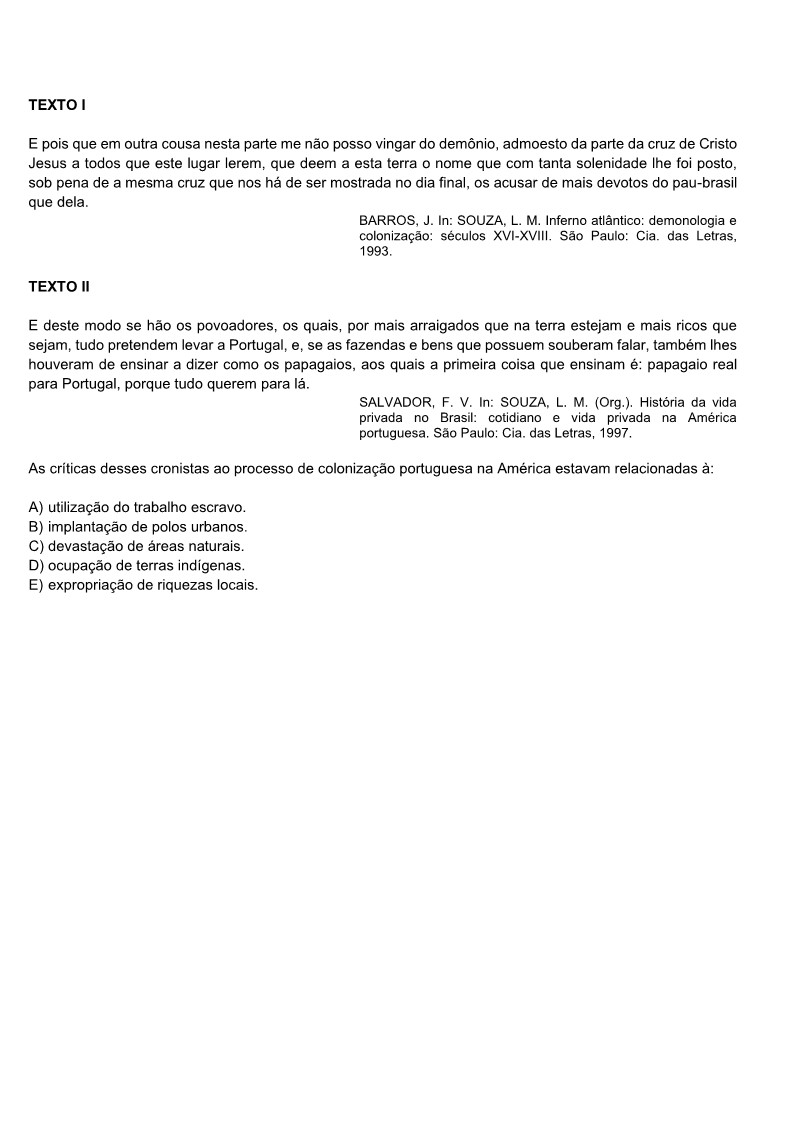 TEXTO I
E pois que em outra cousa nesta parte me não posso vingar do demônio, admoesto da parte da cruz de Cristo
Jesus a todos que este lugar lerem, que deem a esta terra o nome que com tanta solenidade lhe foi posto,
sob pena de a mesma cruz que nos há de ser mostrada no dia final, os acusar de mais devotos do pau-brasil
que dela.
BARROS, J. In: SOUZA, L. M. Inferno atlântico: demonologia e
colonização: séculos XVI-XVIII. São Paulo: Cia. das Letras,
1993.
TEXTO II
E deste modo se hão os povoadores, os quais, por mais arraigados que na terra estejam e mais ricos que
sejam, tudo pretendem levar a Portugal, e, se as fazendas e bens que possuem souberam falar, também lhes
houveram de ensinar a dizer como os papagaios, aos quais a primeira coisa que ensinam é: papagaio real
para Portugal, porque tudo querem para lá.
SALVADOR, F. V. In: SOUZA, L. M. (Org.). História da vida
privada no Brasil: cotidiano e vida privada na América
portuguesa. São Paulo: Cia. das Letras, 1997.
As críticas desses cronistas ao processo de colonização portuguesa na América estavam relacionadas à:
A) utilização do trabalho escravo.
B) implantação de polos urbanos.
C) devastação de áreas naturais.
D) ocupação de terras indígenas.
E) expropriação de riquezas locais.